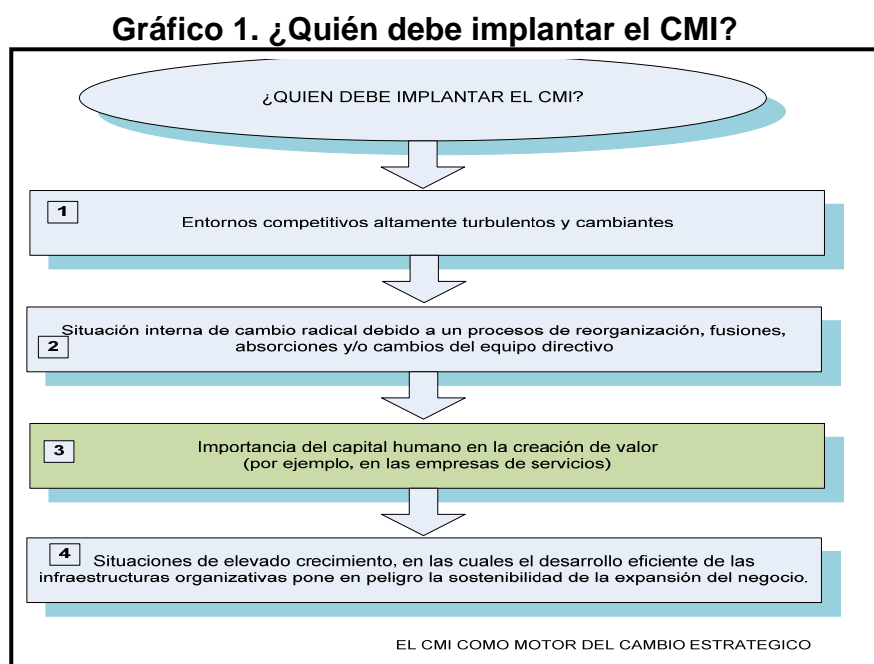 Gráfico 1. ¿Quién debe implantar el CMI?
¿QUIEN DEBE IMPLANTAR EL CMI?
1
Entornos competitivos altamente turbulentos y cambiantes
2
Situación interna de cambio radical debido a un procesos de reorganización, fusiones,
absorciones y/o cambios del equipo directivo
3
Importancia del capital humano en la creación de valor
(por ejemplo, en las empresas de servicios)
4
Situaciones de elevado crecimiento, en las cuales el desarrollo eficiente de las
infraestructuras organizativas pone en peligro la sostenibilidad de la expansión del negocio.
EL CMI COMO MOTOR DEL CAMBIO ESTRATEGICO